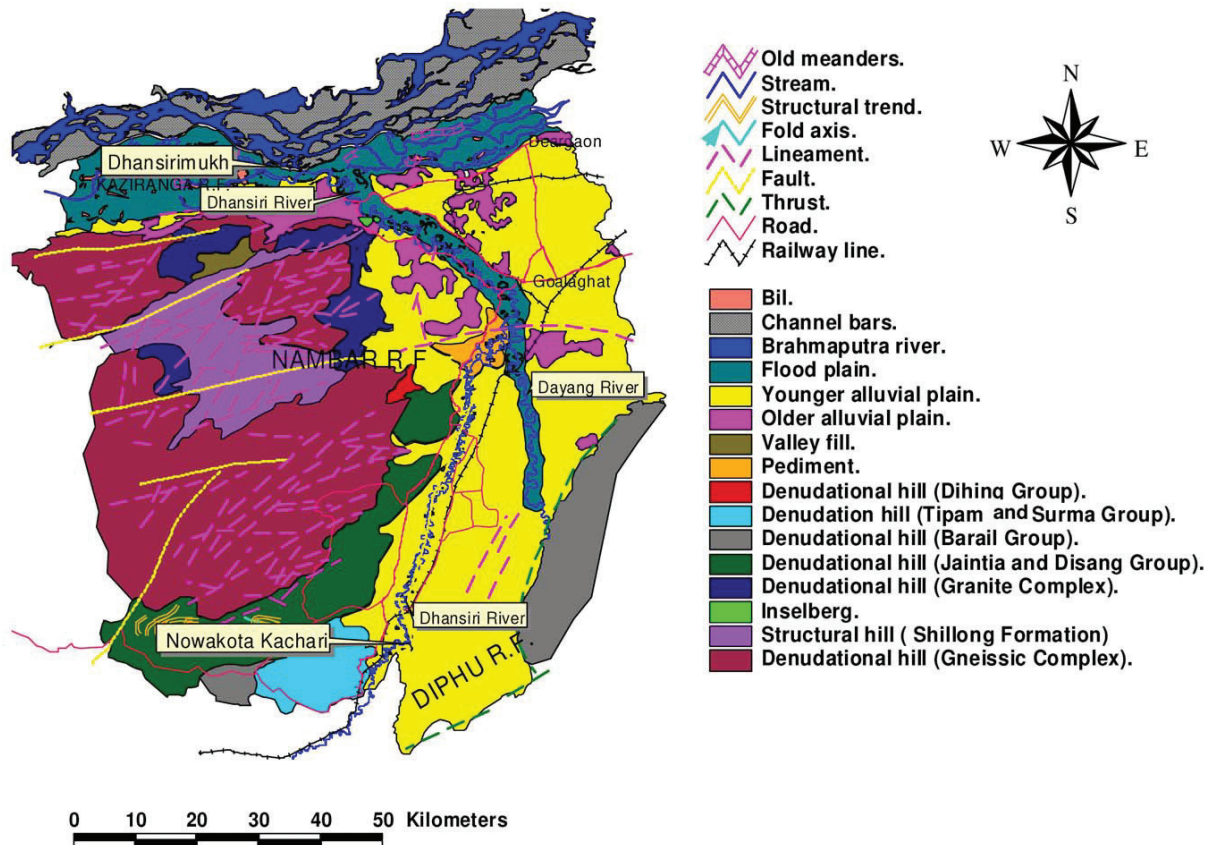 Deargaon
Dhansirimukh
KAZIRANGA R.F.
Dhansiri River
Goalaghat
NAMBAR R.F
Dayang River
Dhansiri River
Nowakota Kachari
DIPHU R.F.
0 10 20 30 40 50 Kilometers
Old meanders.
Stream.
Structural trend.
Fold axis.
Lineament.
Fault.
Thrust.
Road.
Railway line.
Bil.
Channel bars.
Brahmaputra river.
Flood plain.
Younger alluvial plain.
Older alluvial plain.
Valley fill.
Pediment.
Denudational hill (Dihing Group).
Denudation hill (Tipam and Surma Group).
Denudational hill (Barail Group).
Denudational hill (Jaintia and Disang Group).
Denudational hill (Granite Complex).
Inselberg.
Structural hill ( Shillong Formation)
Denudational hill (Gneissic Complex).
N
W E
S